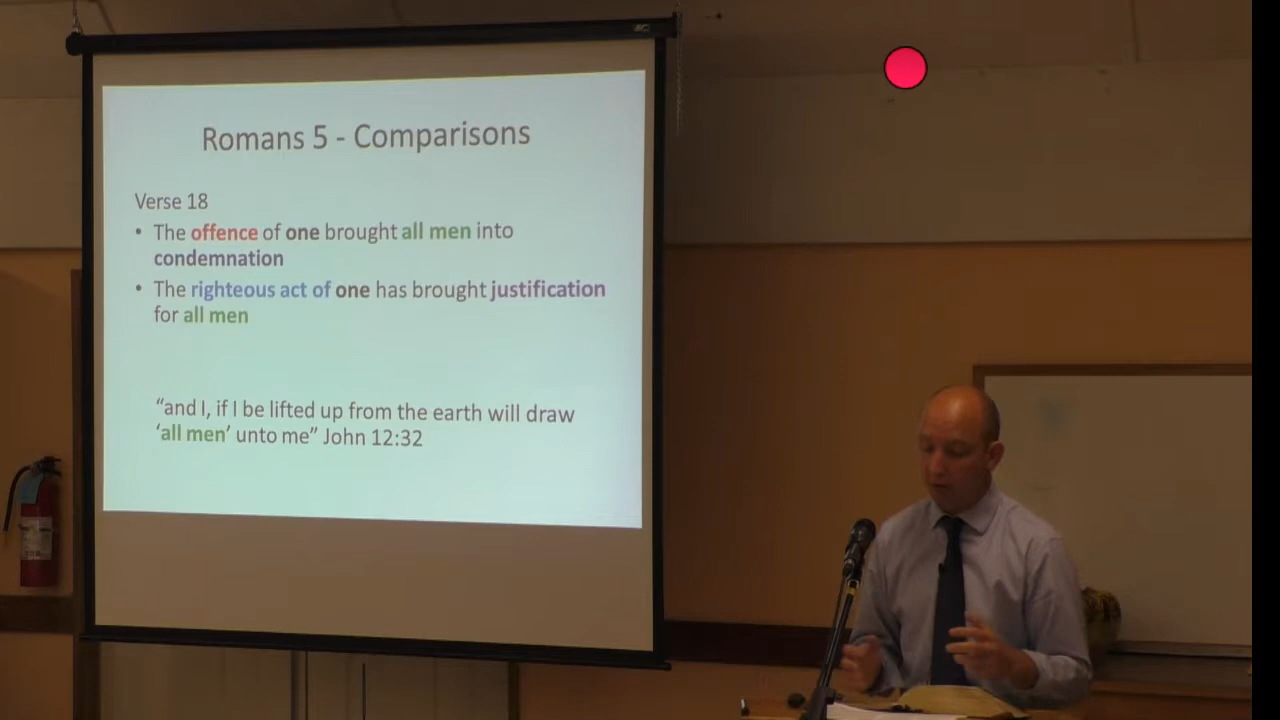 Romans 5 - Comparisons
Verse 18
• The offence of one brought all men into
condemnation
• The righteous act of one has brought justification
for all men
“and I, if I be lifted up from the earth will draw
‘all men’ unto me” John 12:32